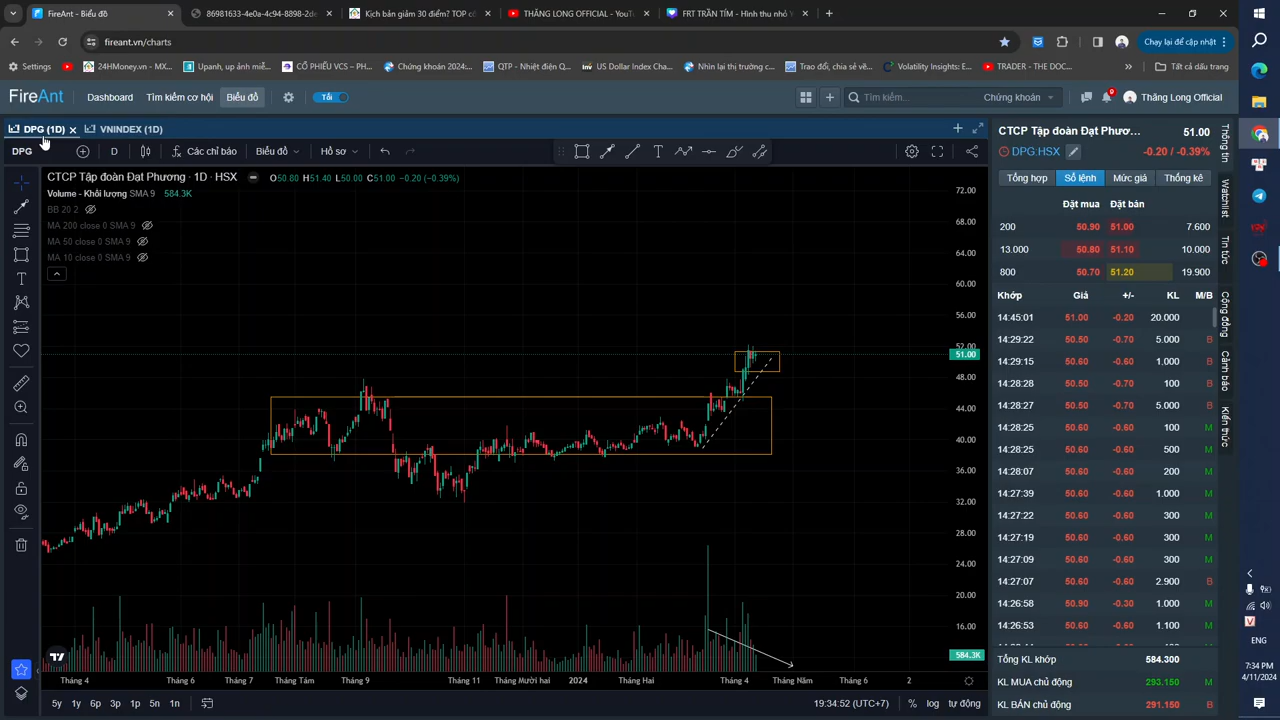 FireAnt - Biểu đồ
86981633-4e0a-4c94-8898-2de
Kịch bản giảm 30 điểm? TOP cổ
THĂNG LONG OFFICIAL - YouTu
FRT TRẦN TÍM - Hình thu nhỏ Y
fireant.vn/charts
Chạy lại để cập nhật
Settings
24HMoney.vn - MX...
Upanh, up ảnh miễ...
CỔ PHIẾU VCS – PHÂ...
Chứng khoán 2024:...
QTP - Nhiệt điện Q...
US Dollar Index Cha...
Nhìn lại thị trường c...
Trao đổi, chia sẻ về...
Volatility Insights: E...
TRADER - THE DOC...
Tất cả dấu trang
FireAnt
Dashboard
Tìm kiếm cơ hội
Biểu đồ
Tối
Tìm kiếm...
Chứng khoán
9
Thăng Long Official
DPG (1D)
VNINDEX (1D)
DPG
D
Các chỉ báo
Biểu đồ
Hồ sơ
CTCP Tập đoàn Đạt Phương · 1D · HSX
O50.80 H51.40 L50.00 C51.00 −0.20 (−0.39%)
Volume - Khối lượng SMA 9 584.3K
BB 20 2
MA 200 close 0 SMA 9
MA 50 close 0 SMA 9
MA 10 close 0 SMA 9
72.00
68.00
64.00
60.00
56.00
52.00
51.00
48.00
44.00
40.00
36.00
32.00
28.00
24.00
20.00
16.00
584.3K
Tháng 4
Tháng 6
Tháng 7
Tháng Tám
Tháng 9
Tháng 11
Tháng Mười hai
2024
Tháng Hai
Tháng 4
Tháng Năm
Tháng 6
2
5y 1y 6p 3p 1p 5n 1n
19:34:52 (UTC+7)
% log tự động
CTCP Tập đoàn Đạt Phươ... 51.00
DPG:HSX -0.20 / -0.39%
Tổng hợp Sổ lệnh Mức giá Thống kê
Đặt mua Đặt bán
200 50.90 51.00 7.600
13.000 50.80 51.10 10.000
800 50.70 51.20 19.900
Khớp Giá +/- KL M/B
14:45:01 51.00 -0.20 20.000
14:29:22 50.50 -0.70 5.000 B
14:29:15 50.60 -0.60 1.000 B
14:28:28 50.50 -0.70 100 B
14:28:27 50.50 -0.70 5.000 B
14:28:25 50.60 -0.60 100 M
14:28:25 50.60 -0.60 500 M
14:28:07 50.60 -0.60 200 M
14:27:39 50.60 -0.60 1.000 M
14:27:22 50.60 -0.60 300 M
14:27:19 50.60 -0.60 300 M
14:27:09 50.60 -0.60 300 M
14:27:07 50.60 -0.60 2.900 B
14:26:58 50.90 -0.30 1.000 M
14:26:53 50.60 -0.60 1.100 M
Tổng KL khớp 584.300
KL MUA chủ động 293.150 M
KL BÁN chủ động 291.150 B
Thông tin
Watchlist
Tin tức
Cộng đồng
Cảnh báo
Kiến thức
ENG
7:34 PM
4/11/2024